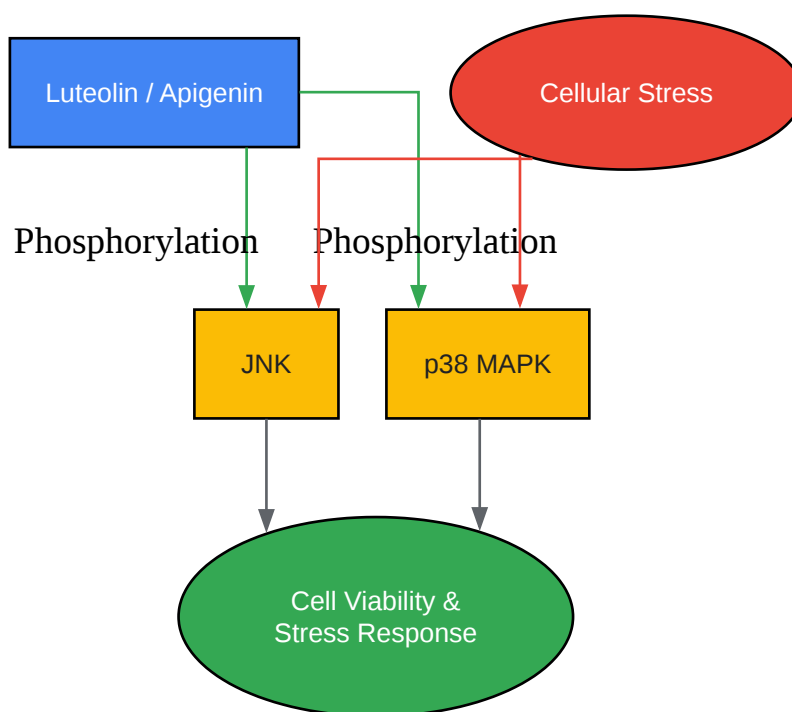 Luteolin / Apigenin
Cellular Stress
Phosphorylation
Phosphorylation
JNK
p38 MAPK
Cell Viability &
Stress Response